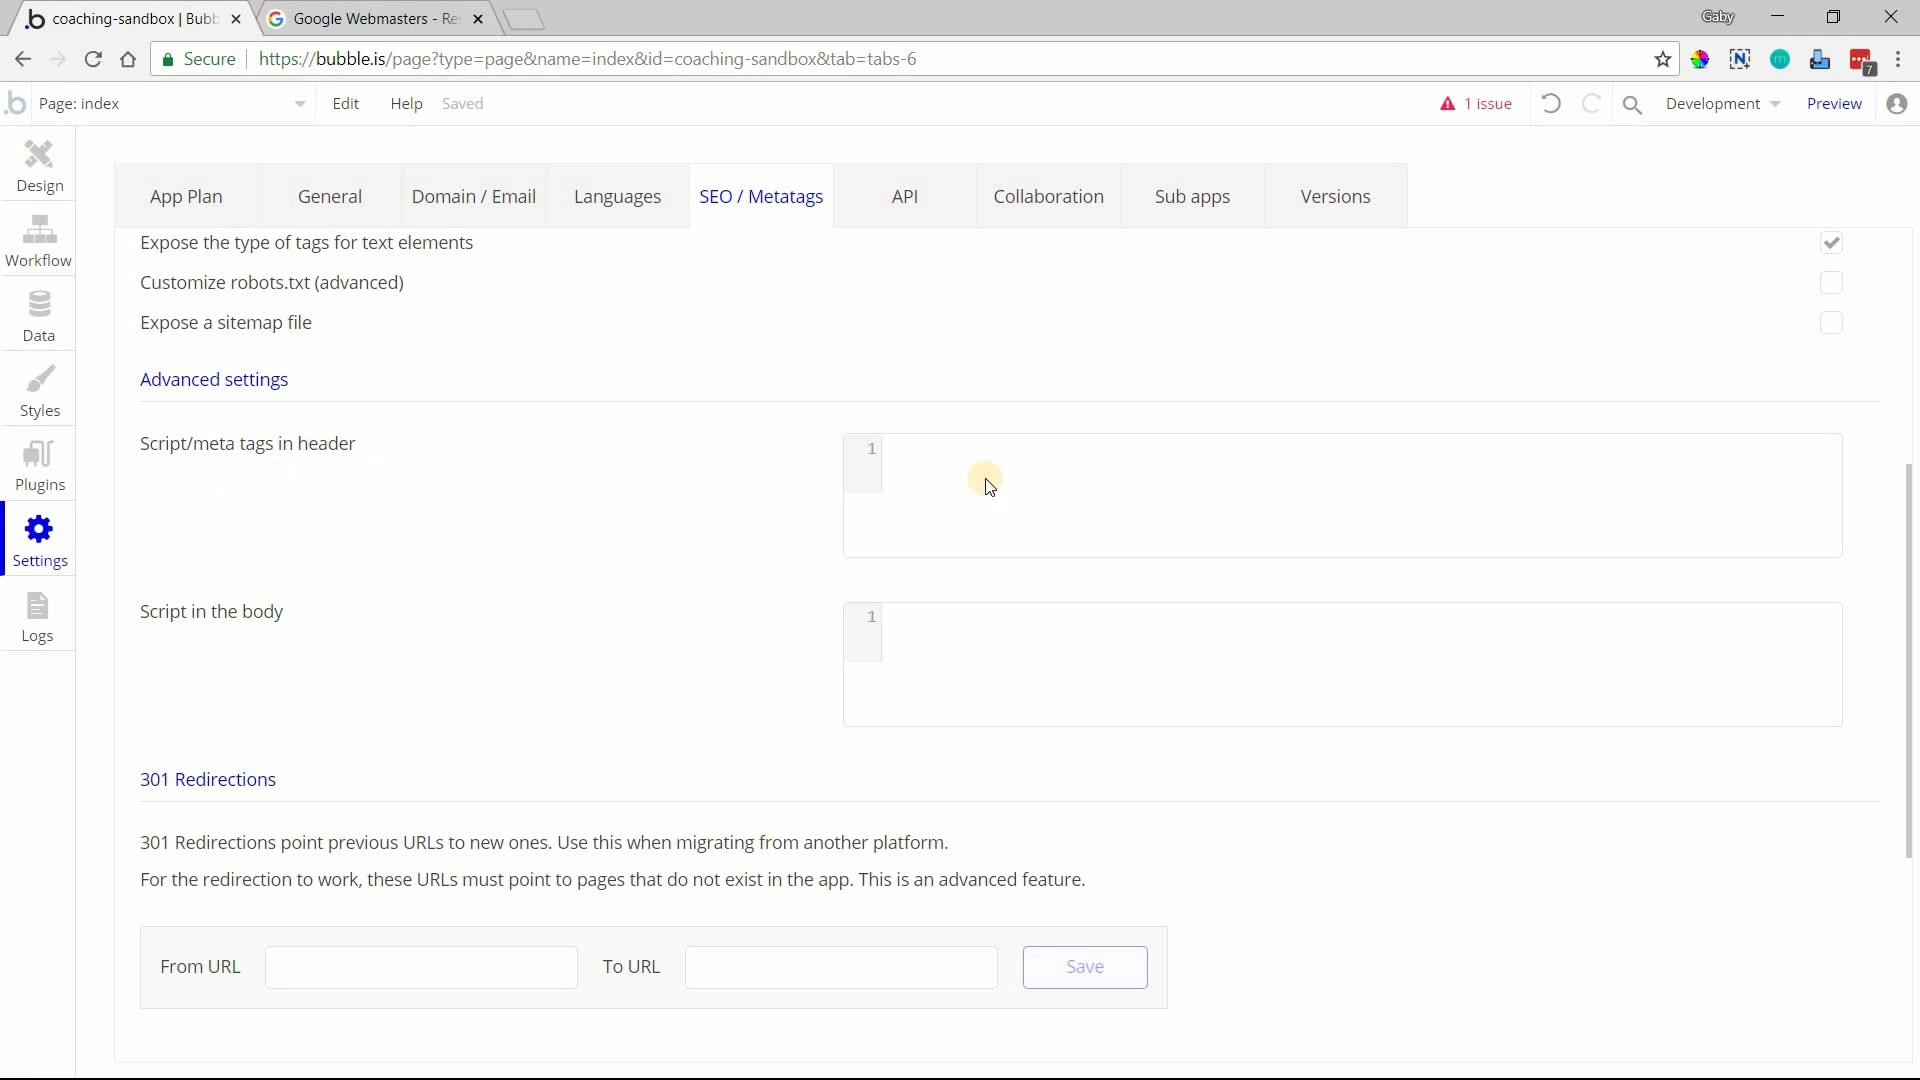 coaching-sandbox | Bubb
Google Webmasters - Re
Gaby
Secure
https://bubble.is/page?type=page&name=index&id=coaching-sandbox&tab=tabs-6
7
Page: index
Edit
Help
Saved
1 issue
Development
Preview
Design
Workflow
Data
Styles
Plugins
Settings
Logs
App Plan
General
Domain / Email
Languages
SEO / Metatags
API
Collaboration
Sub apps
Versions
Expose the type of tags for text elements
Customize robots.txt (advanced)
Expose a sitemap file
Advanced settings
Script/meta tags in header
1
Script in the body
1
301 Redirections
301 Redirections point previous URLs to new ones. Use this when migrating from another platform.
For the redirection to work, these URLs must point to pages that do not exist in the app. This is an advanced feature.
From URL
To URL
Save